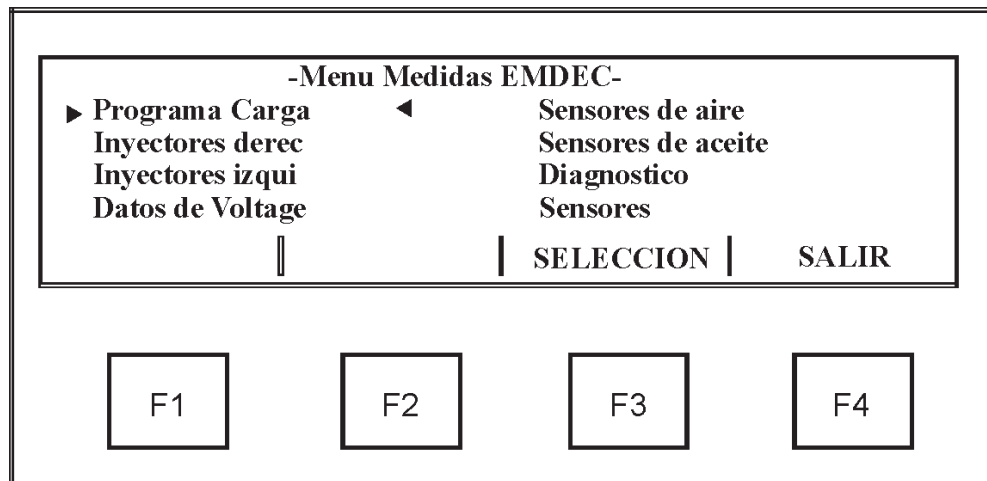 -Menu Medidas EMDEC-
Programa Carga Sensores de aire
Inyectores derec Sensores de aceite
Inyectores izqui Diagnostico
Datos de Voltage Sensores
SELECCION SALIR
F1 F2 F3 F4